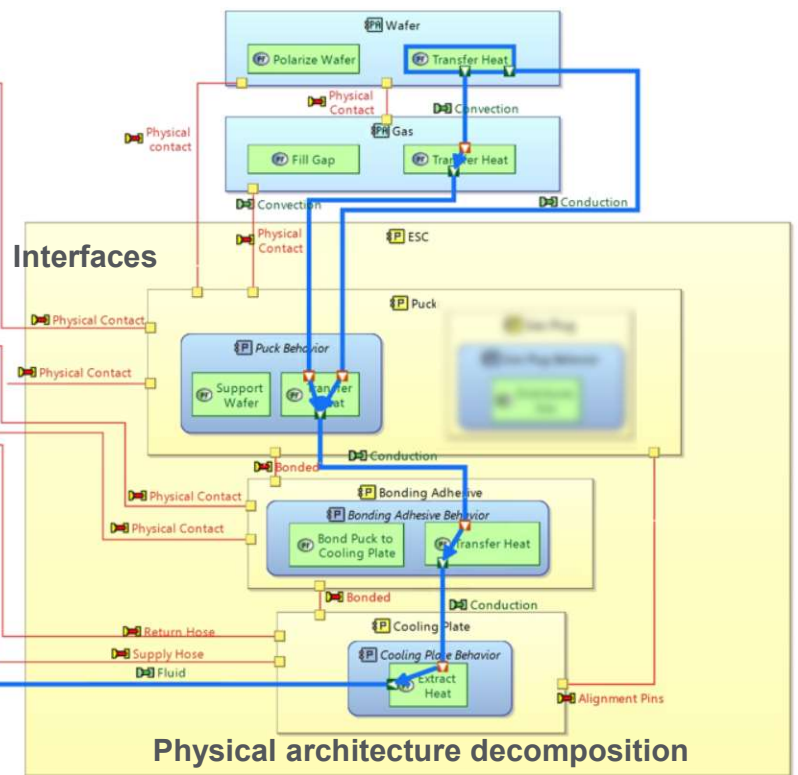 Wafer
Polarize Wafer
Transfer Heat
Physical
Contact
Convection
Physical
contact
Gas
Fill Gap
Transfer Heat
Convection
Conduction
Physical
Contact
ESC
Interfaces
Puck
Physical Contact
Puck Behavior
Physical Contact
Support
Wafer
Transfer
Heat
Conduction
Bonded
Bonding Adhesive
Physical Contact
Bonding Adhesive Behavior
Physical Contact
Bond Puck to
Cooling Plate
Transfer Heat
Bonded
Conduction
Cooling Plate
Return Hose
Supply Hose
Cooling Plate Behavior
Fluid
Extract
Heat
Alignment Pins
Physical architecture decomposition